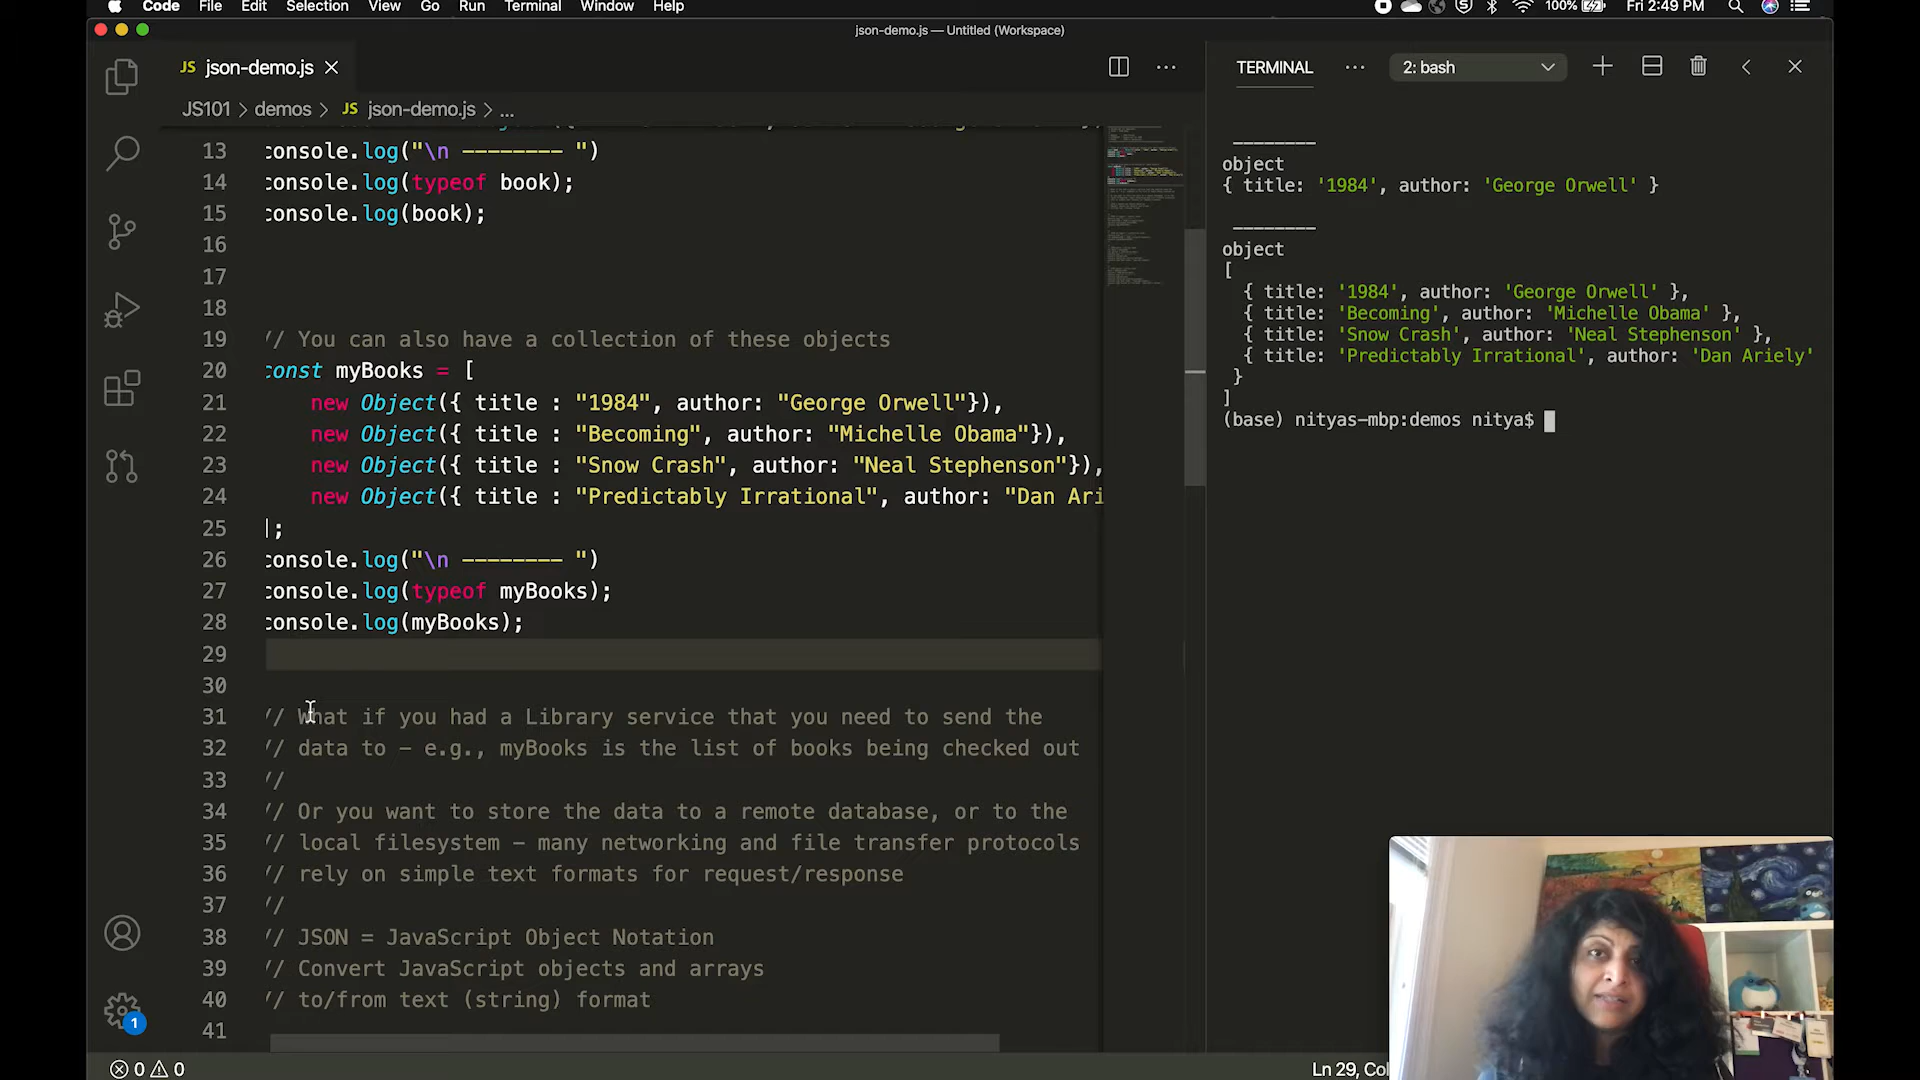 Code File Edit Selection View Go Run Terminal Window Help 100% Fri 2:49 PM
json-demo.js — Untitled (Workspace)
JS json-demo.js
JS101 > demos > JS json-demo.js > ...
13 console.log("\n -------- ")
14 console.log(typeof book);
15 console.log(book);
16
17
18
19 // You can also have a collection of these objects
20 const myBooks = [
21 new Object({ title : "1984", author: "George Orwell"}),
22 new Object({ title : "Becoming", author: "Michelle Obama"}),
23 new Object({ title : "Snow Crash", author: "Neal Stephenson"}),
24 new Object({ title : "Predictably Irrational", author: "Dan Ari
25 ];
26 console.log("\n -------- ")
27 console.log(typeof myBooks);
28 console.log(myBooks);
29
30
31 // What if you had a Library service that you need to send the
32 // data to - e.g., myBooks is the list of books being checked out
33 //
34 // Or you want to store the data to a remote database, or to the
35 // local filesystem - many networking and file transfer protocols
36 // rely on simple text formats for request/response
37 //
38 // JSON = JavaScript Object Notation
39 // Convert JavaScript objects and arrays
40 // to/from text (string) format
41
TERMINAL ... 2: bash
--------
object
{ title: '1984', author: 'George Orwell' }
--------
object
[
{ title: '1984', author: 'George Orwell' },
{ title: 'Becoming', author: 'Michelle Obama' },
{ title: 'Snow Crash', author: 'Neal Stephenson' },
{ title: 'Predictably Irrational', author: 'Dan Ariely'
}
]
(base) nityas-mbp:demos nitya$
1
0 0
Ln 29, Col